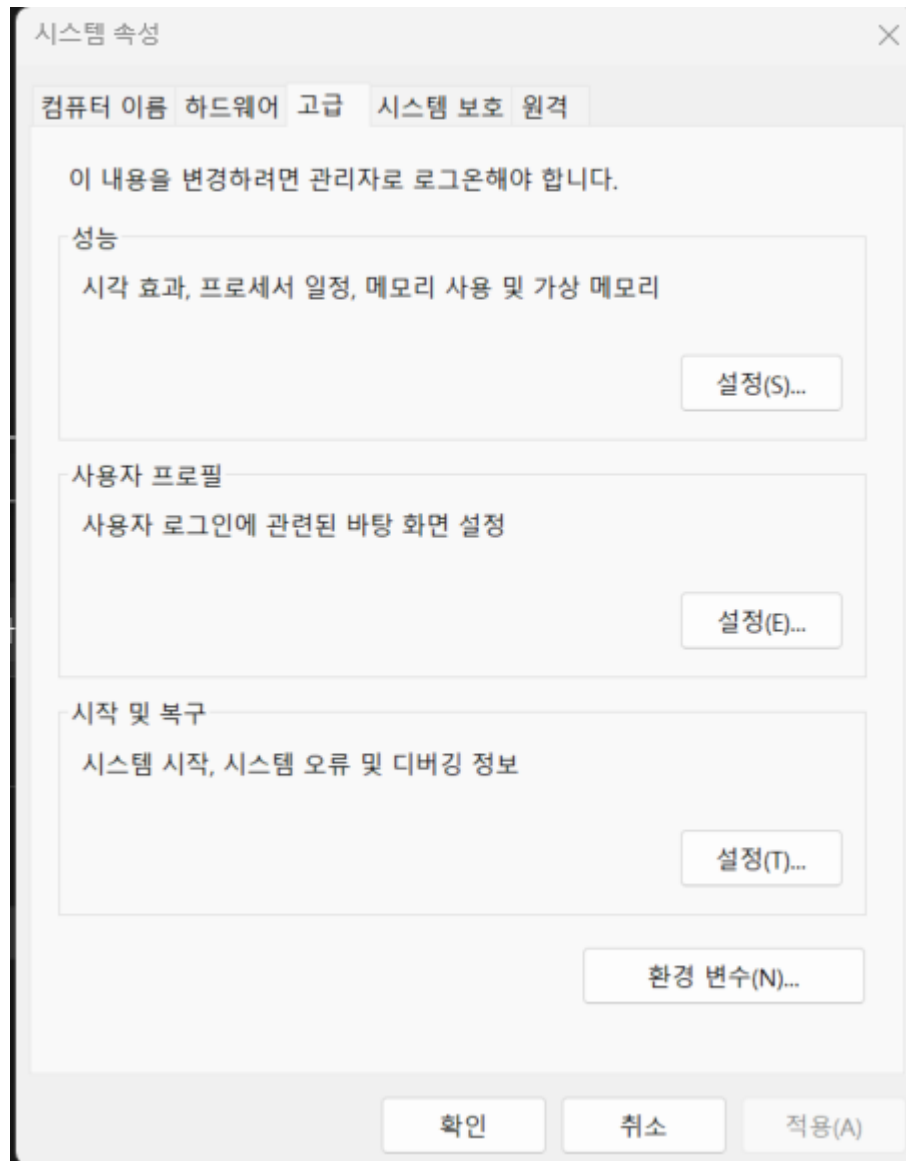 시스템 속성
컴퓨터 이름 하드웨어 고급 시스템 보호 원격
이 내용을 변경하려면 관리자로 로그온해야 합니다.
성능
시각 효과, 프로세서 일정, 메모리 사용 및 가상 메모리
설정(S)...
사용자 프로필
사용자 로그인에 관련된 바탕 화면 설정
설정(E)...
시작 및 복구
시스템 시작, 시스템 오류 및 디버깅 정보
설정(T)...
환경 변수(N)...
확인 취소 적용(A)